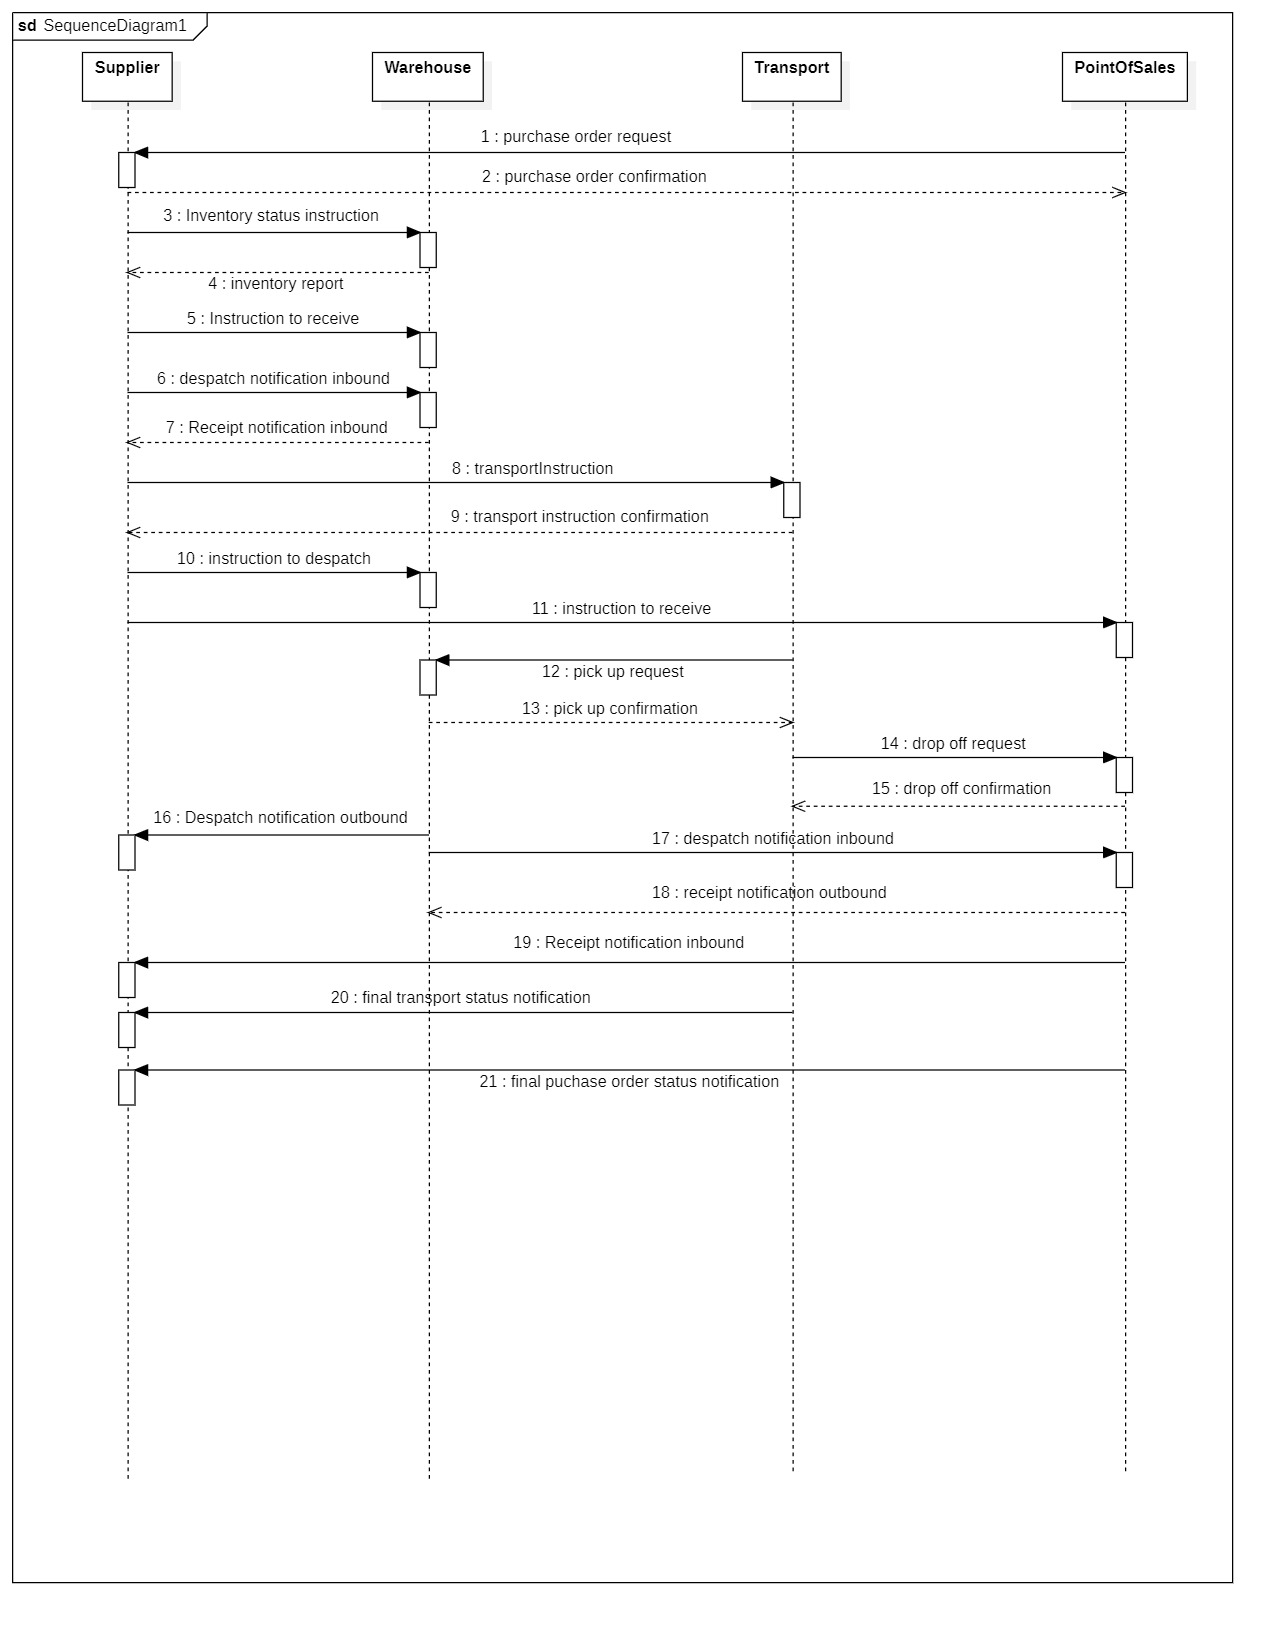 sd SequenceDiagram1
Supplier
Warehouse
Transport
PointOfSales
1 : purchase order request
2 : purchase order confirmation
3 : Inventory status instruction
4 : inventory report
5 : Instruction to receive
6 : despatch notification inbound
7 : Receipt notification inbound
8 : transportInstruction
9 : transport instruction confirmation
10 : instruction to despatch
11 : instruction to receive
12 : pick up request
13 : pick up confirmation
14 : drop off request
15 : drop off confirmation
16 : Despatch notification outbound
17 : despatch notification inbound
18 : receipt notification outbound
19 : Receipt notification inbound
20 : final transport status notification
21 : final puchase order status notification